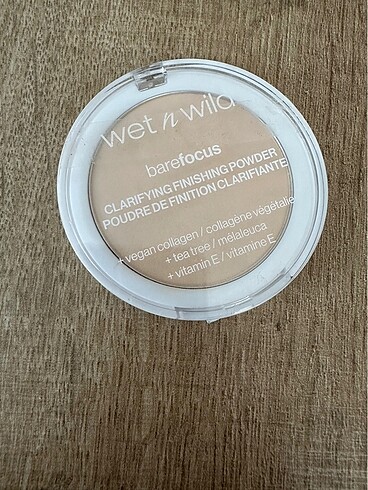 wet n wild
barefocus
CLARIFYING FINISHING POWDER
POUDRE DE FINITION CLARIFIANTE
+ vegan collagen / collagène végétalie
+ tea tree / mélaleuca
+ vitamin E / vitamine E